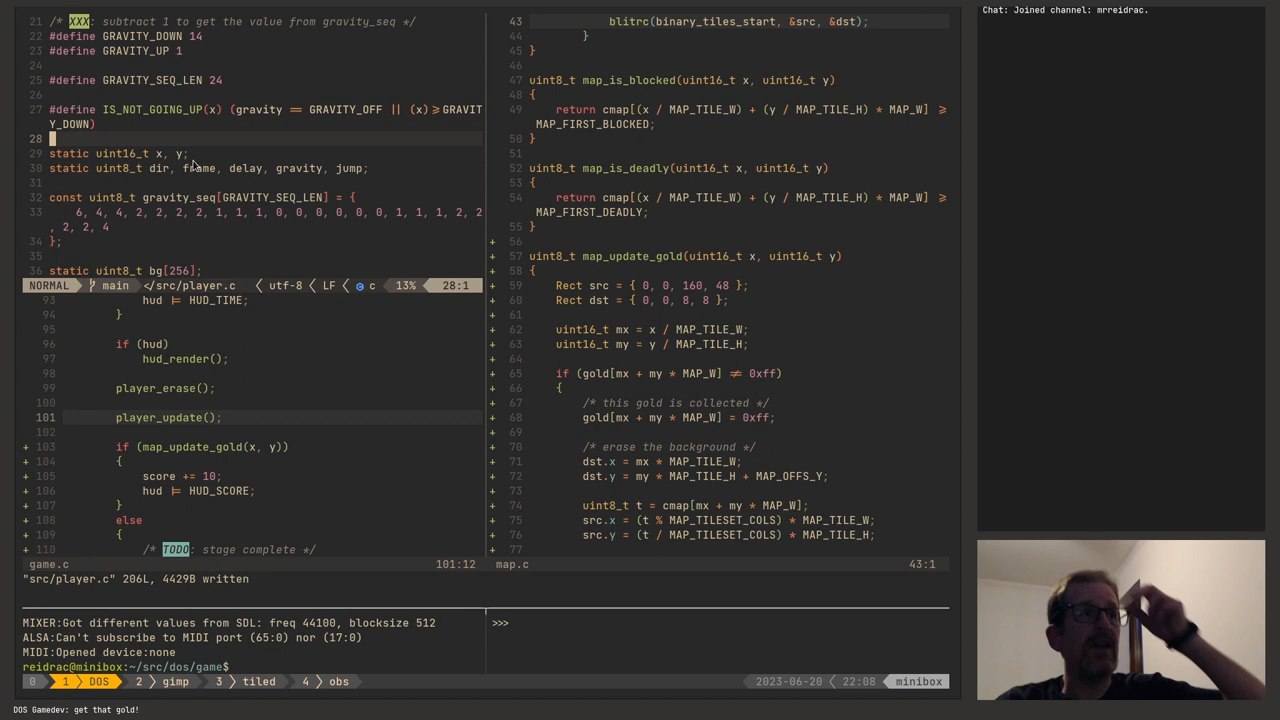 21 /* XXX: subtract 1 to get the value from gravity_seq */
22 #define GRAVITY_DOWN 14
23 #define GRAVITY_UP 1
24
25 #define GRAVITY_SEQ_LEN 24
26
27 #define IS_NOT_GOING_UP(x) (gravity == GRAVITY_OFF || (x)>=GRAVIT
Y_DOWN)
28
29 static uint16_t x, y;
30 static uint8_t dir, frame, delay, gravity, jump;
31
32 const uint8_t gravity_seq[GRAVITY_SEQ_LEN] = {
33 6, 4, 4, 2, 2, 2, 2, 1, 1, 1, 0, 0, 0, 0, 0, 0, 1, 1, 1, 2, 2
, 2, 2, 4
34 };
35
36 static uint8_t bg[256];
NORMAL main </src/player.c utf-8 LF c 13% 28:1
93 hud |= HUD_TIME;
94 }
95
96 if (hud)
97 hud_render();
98
99 player_erase();
100
101 player_update();
102
+ 103 if (map_update_gold(x, y))
+ 104 {
+ 105 score += 10;
+ 106 hud |= HUD_SCORE;
+ 107 }
+ 108 else
+ 109 {
+ 110 /* TODO: stage complete */
game.c 101:12
"src/player.c" 206L, 4429B written
43 blitrc(binary_tiles_start, &src, &dst);
44 }
45 }
46
47 uint8_t map_is_blocked(uint16_t x, uint16_t y)
48 {
49 return cmap[(x / MAP_TILE_W) + (y / MAP_TILE_H) * MAP_W] >=
MAP_FIRST_BLOCKED;
50 }
51
52 uint8_t map_is_deadly(uint16_t x, uint16_t y)
53 {
54 return cmap[(x / MAP_TILE_W) + (y / MAP_TILE_H) * MAP_W] >=
MAP_FIRST_DEADLY;
55 }
+ 56
+ 57 uint8_t map_update_gold(uint16_t x, uint16_t y)
+ 58 {
+ 59 Rect src = { 0, 0, 160, 48 };
+ 60 Rect dst = { 0, 0, 8, 8 };
+ 61
+ 62 uint16_t mx = x / MAP_TILE_W;
+ 63 uint16_t my = y / MAP_TILE_H;
+ 64
+ 65 if (gold[mx + my * MAP_W] != 0xff)
+ 66 {
+ 67 /* this gold is collected */
+ 68 gold[mx + my * MAP_W] = 0xff;
+ 69
+ 70 /* erase the background */
+ 71 dst.x = mx * MAP_TILE_W;
+ 72 dst.y = my * MAP_TILE_H + MAP_OFFS_Y;
+ 73
+ 74 uint8_t t = cmap[mx + my * MAP_W];
+ 75 src.x = (t % MAP_TILESET_COLS) * MAP_TILE_W;
+ 76 src.y = (t / MAP_TILESET_COLS) * MAP_TILE_H;
+ 77
map.c 43:1
MIXER:Got different values from SDL: freq 44100, blocksize 512
ALSA:Can't subscribe to MIDI port (65:0) nor (17:0)
MIDI:Opened device:none
reidrac@minibox:~/src/dos/game$
>>>
0 1 DOS 2 gimp 3 tiled 4 obs 2023-06-20 22:08 minibox
Chat: Joined channel: mrreidrac.
DOS Gamedev: get that gold!